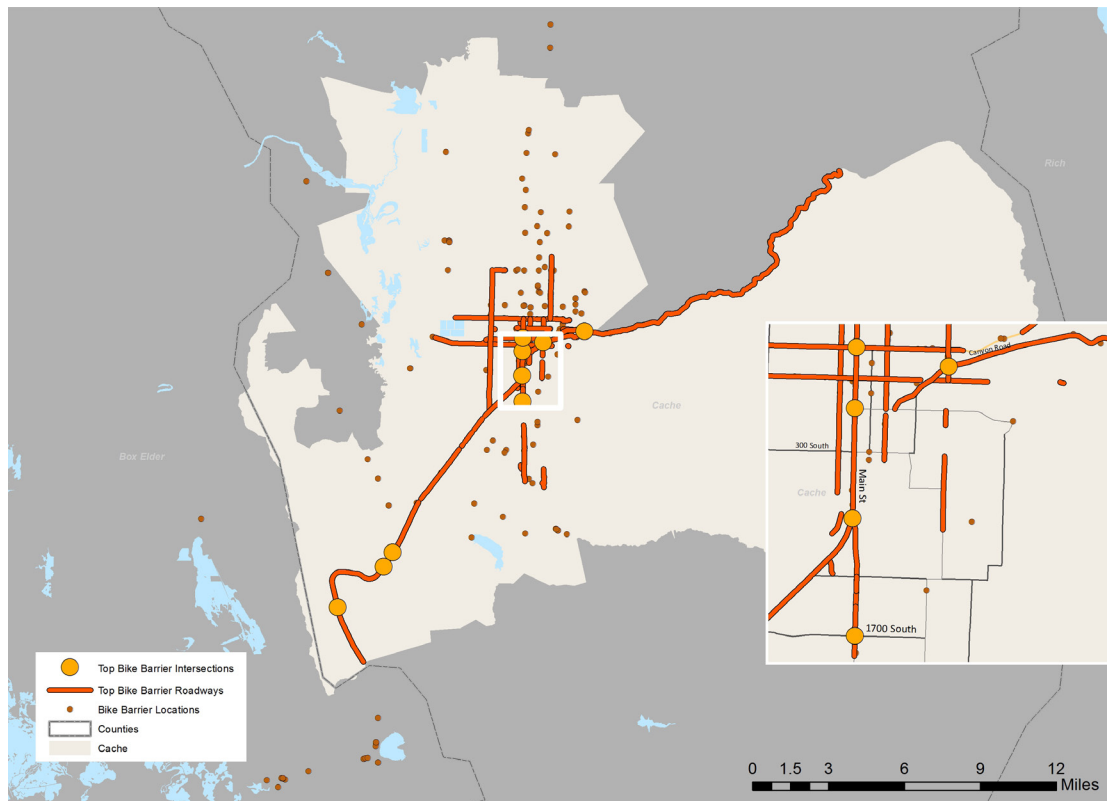 Rich
Cache
Box Elder
Canyon Road
300 South
Cache
Main St
1700 South
Top Bike Barrier Intersections
Top Bike Barrier Roadways
Bike Barrier Locations
Counties
Cache
0 1.5 3 6 9 12
Miles